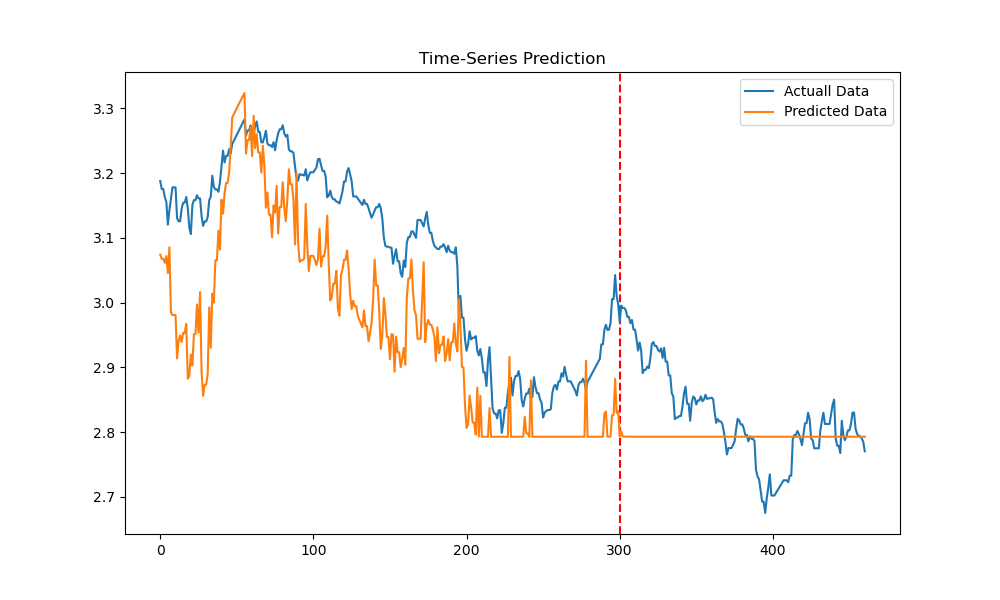 Time-Series Prediction
Actuall Data
Predicted Data
3.3
3.2
3.1
3.0
2.9
2.8
2.7
0 100 200 300 400